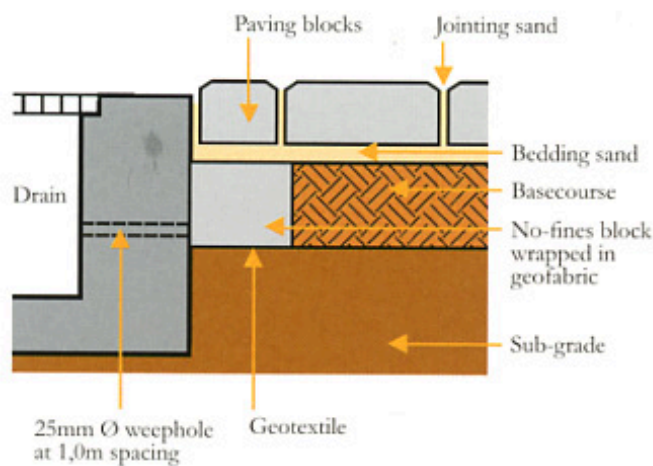 Paving blocks
Jointing sand
Bedding sand
Drain
Basecourse
No-fines block
wrapped in
geofabric
Sub-grade
25mm Ø weephole
at 1,0m spacing
Geotextile